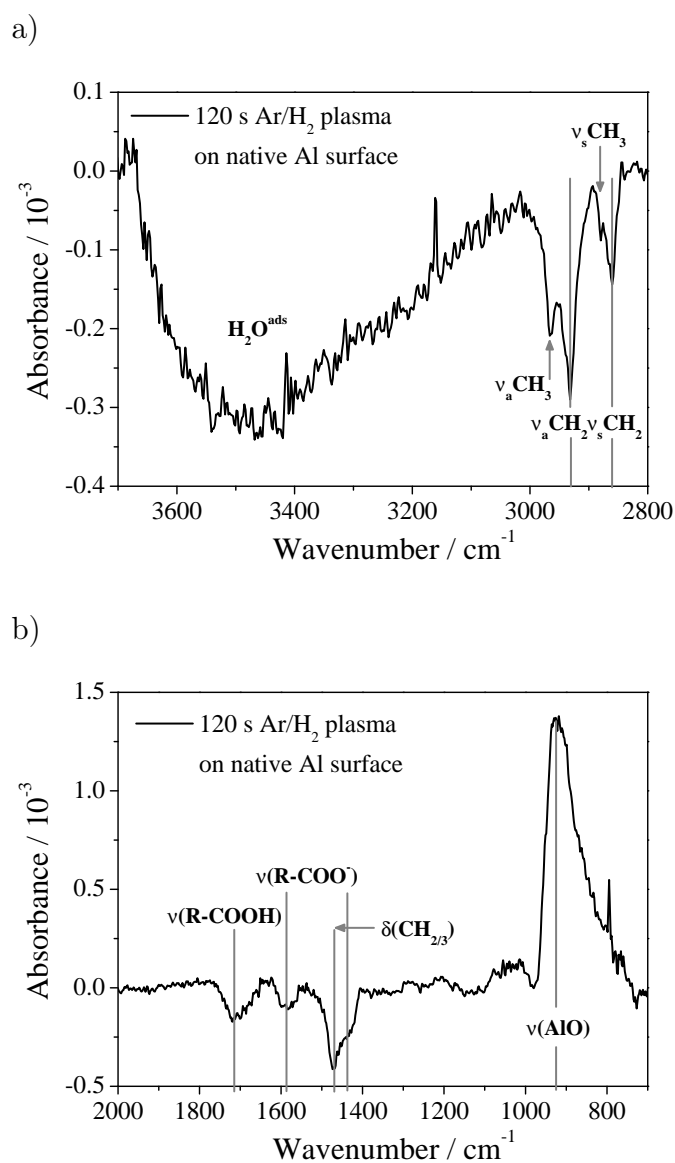 a)
0.1
120 s Ar/H₂ plasma
on native Al surface
νₛCH₃
0.0
-0.1
-0.2
-0.3
-0.4
Absorbance / 10⁻³
H₂Oᵃᵈˢ
νₐCH₃
νₐCH₂ νₛCH₂
3600 3400 3200 3000 2800
Wavenumber / cm⁻¹
b)
1.5
120 s Ar/H₂ plasma
on native Al surface
1.0
0.5
0.0
-0.5
Absorbance / 10⁻³
ν(R-COO⁻)
ν(R-COOH)
δ(CH₂/₃)
ν(AlO)
2000 1800 1600 1400 1200 1000 800
Wavenumber / cm⁻¹